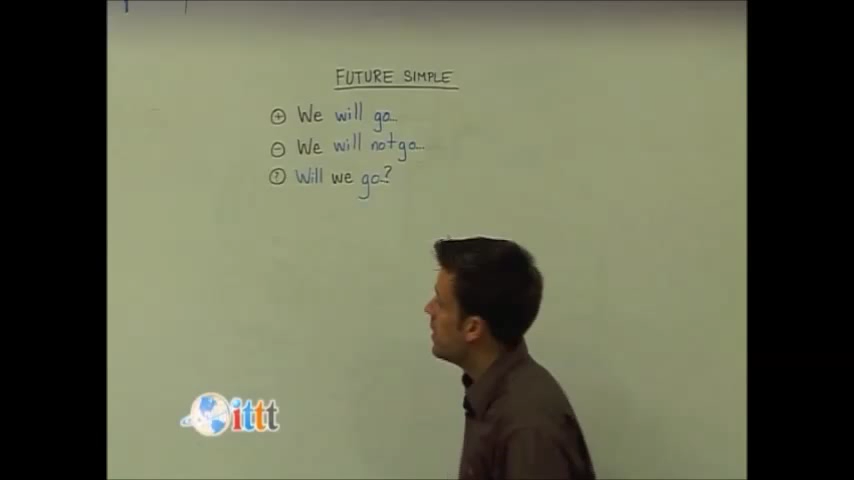 FUTURE SIMPLE
+ We will go...
- We will not go...
? Will we go...?
ittt